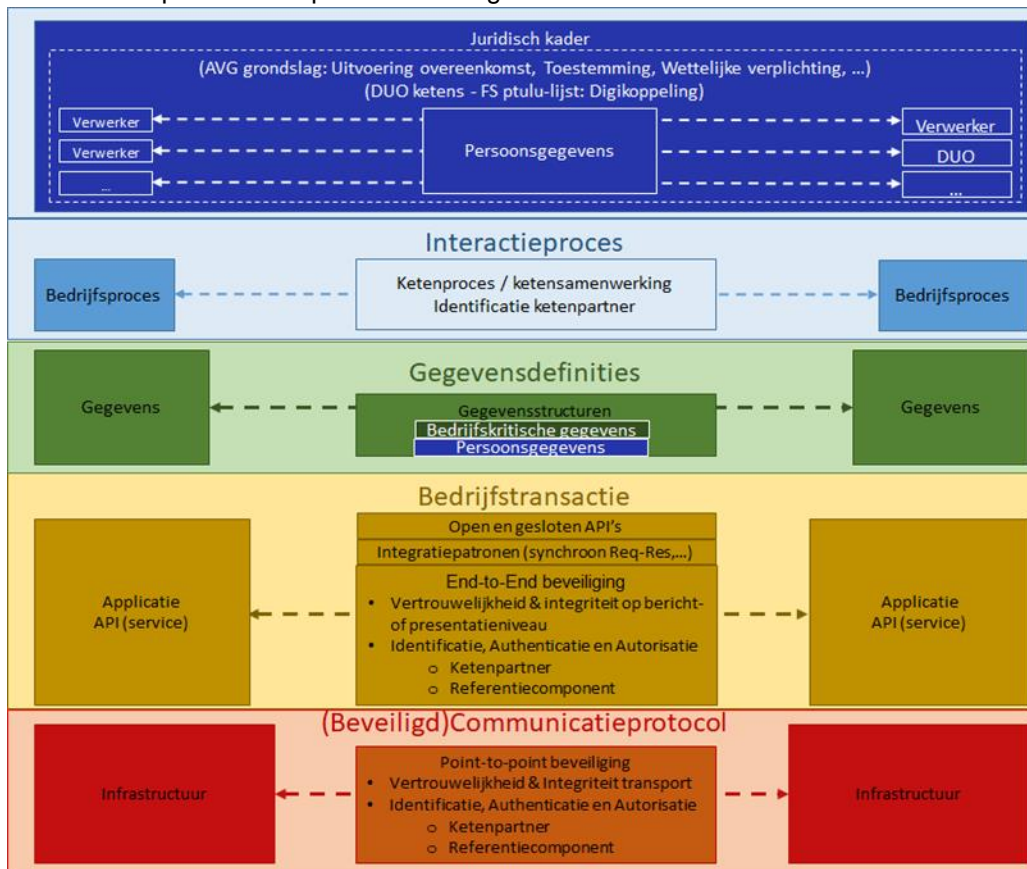 Juridisch kader
(AVG grondslag: Uitvoering overeenkomst, Toestemming, Wettelijke verplichting, ...)
(DUO ketens - FS ptulu-lijst: Digikoppeling)
Verwerker
Verwerker
...
Persoonsgegevens
Verwerker
DUO
...
Interactieproces
Bedrijfsproces
Ketenproces / ketensamenwerking
Identificatie ketenpartner
Bedrijfsproces
Gegevensdefinities
Gegevens
Gegevensstructuren
Bedrijfskritische gegevens
Persoonsgegevens
Gegevens
Bedrijfstransactie
Open en gesloten API's
Integratiepatronen (synchroon Req-Res,...)
End-to-End beveiliging
• Vertrouwelijkheid & integriteit op bericht-
of presentatieniveau
• Identificatie, Authenticatie en Autorisatie
o Ketenpartner
o Referentiecomponent
Applicatie
API (service)
Applicatie
API (service)
(Beveiligd)Communicatieprotocol
Infrastructuur
Point-to-point beveiliging
• Vertrouwelijkheid & Integriteit transport
• Identificatie, Authenticatie en Autorisatie
o Ketenpartner
o Referentiecomponent
Infrastructuur